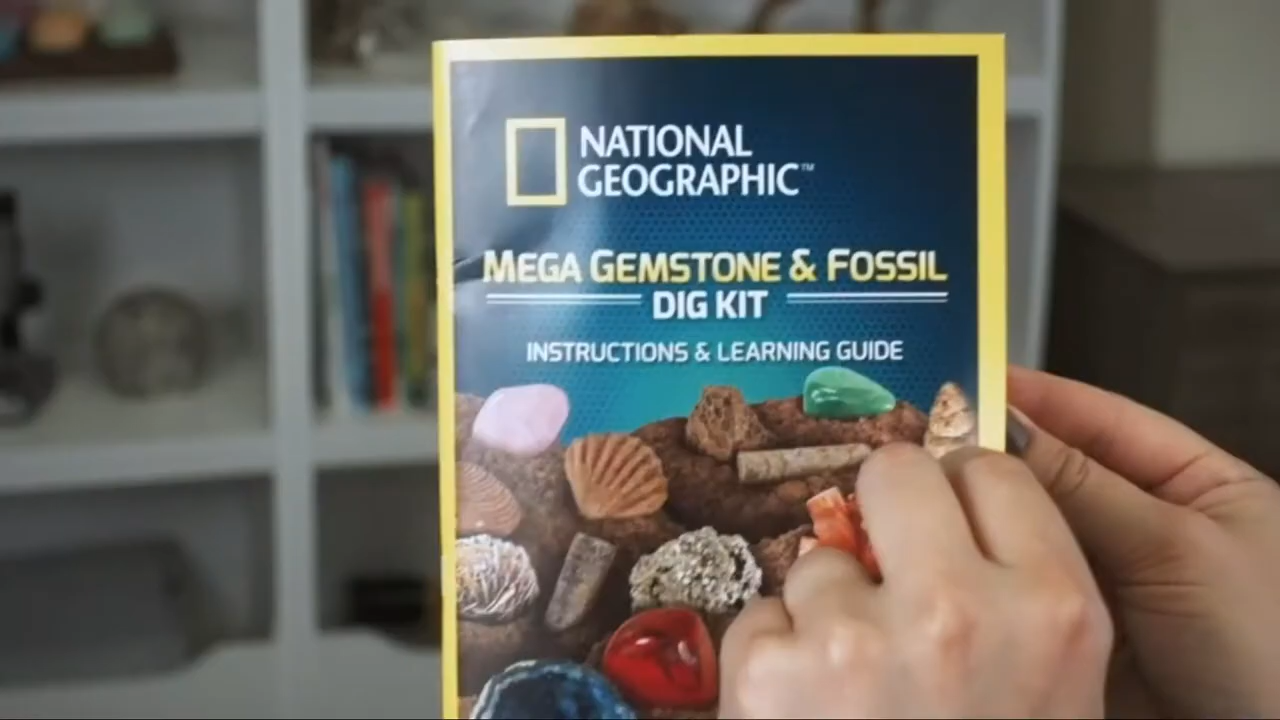 NATIONAL
GEOGRAPHIC™
MEGA GEMSTONE & FOSSIL
DIG KIT
INSTRUCTIONS & LEARNING GUIDE